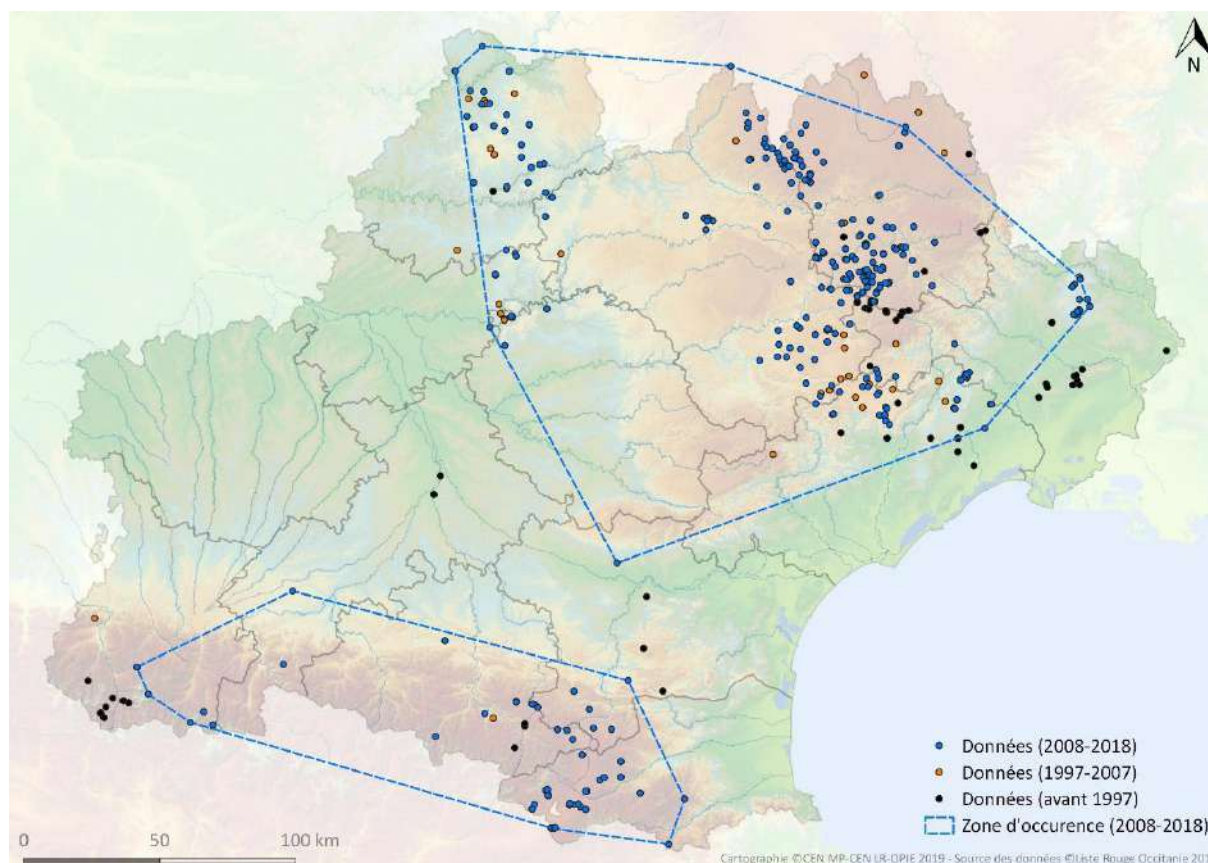 N
Données (2008-2018)
Données (1997-2007)
Données (avant 1997)
Zone d'occurence (2008-2018)
0 50 100 km
Cartographie ©CEN MP-CEN LR-OPIE 2019 - Source des données ©Liste Rouge Occitanie 201